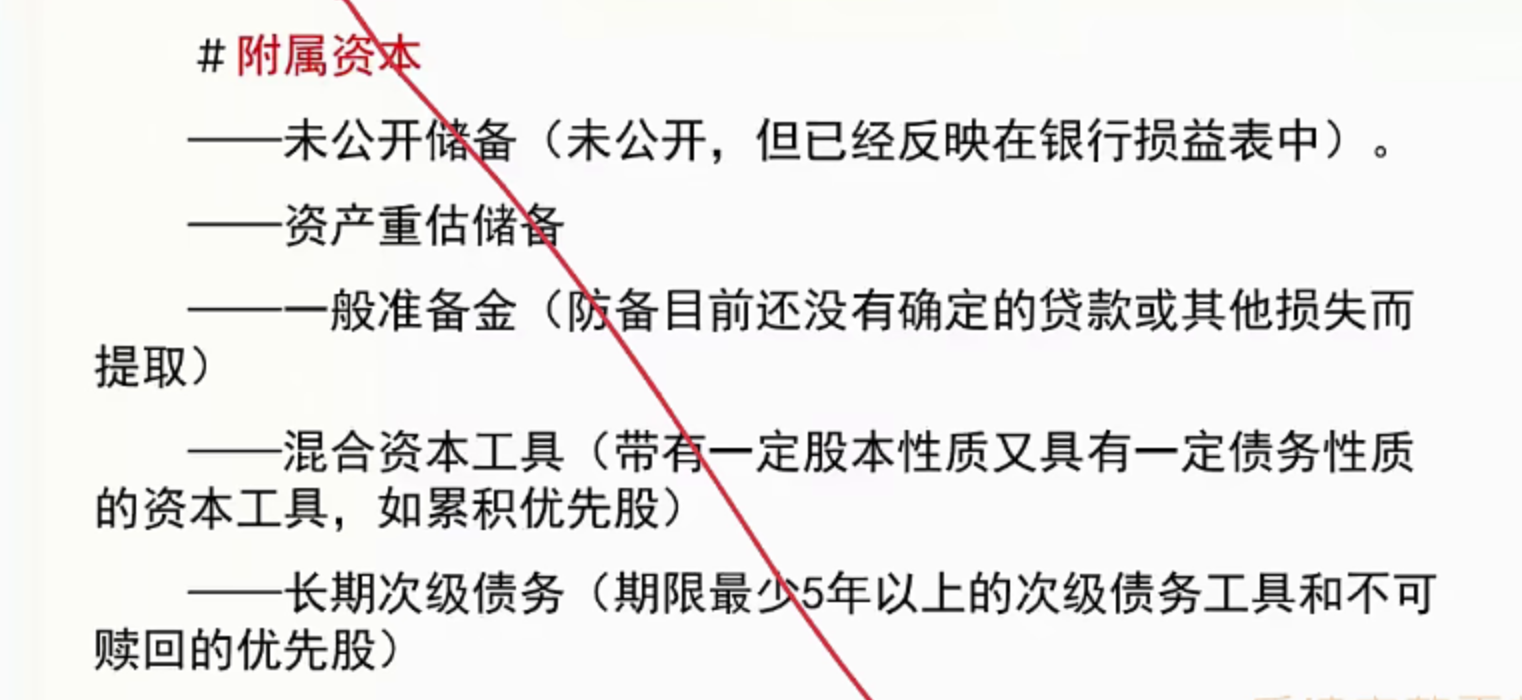 # 附属资本
——未公开储备（未公开，但已经反映在银行损益表中）。
——资产重估储备
——一般准备金（防备目前还没有确定的贷款或其他损失而
提取）
——混合资本工具（带有一定股本性质又具有一定债务性质
的资本工具，如累积优先股）
——长期次级债务（期限最少5年以上的次级债务工具和不可
赎回的优先股）